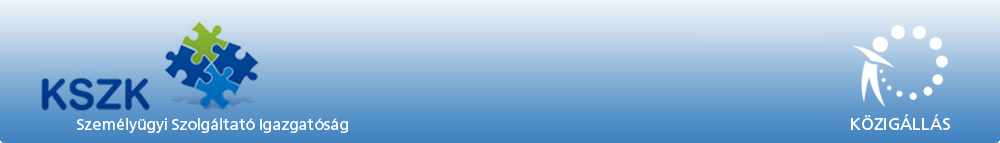 KSZK
Személyügyi Szolgáltató Igazgatóság
KÖZIGÁLLÁS